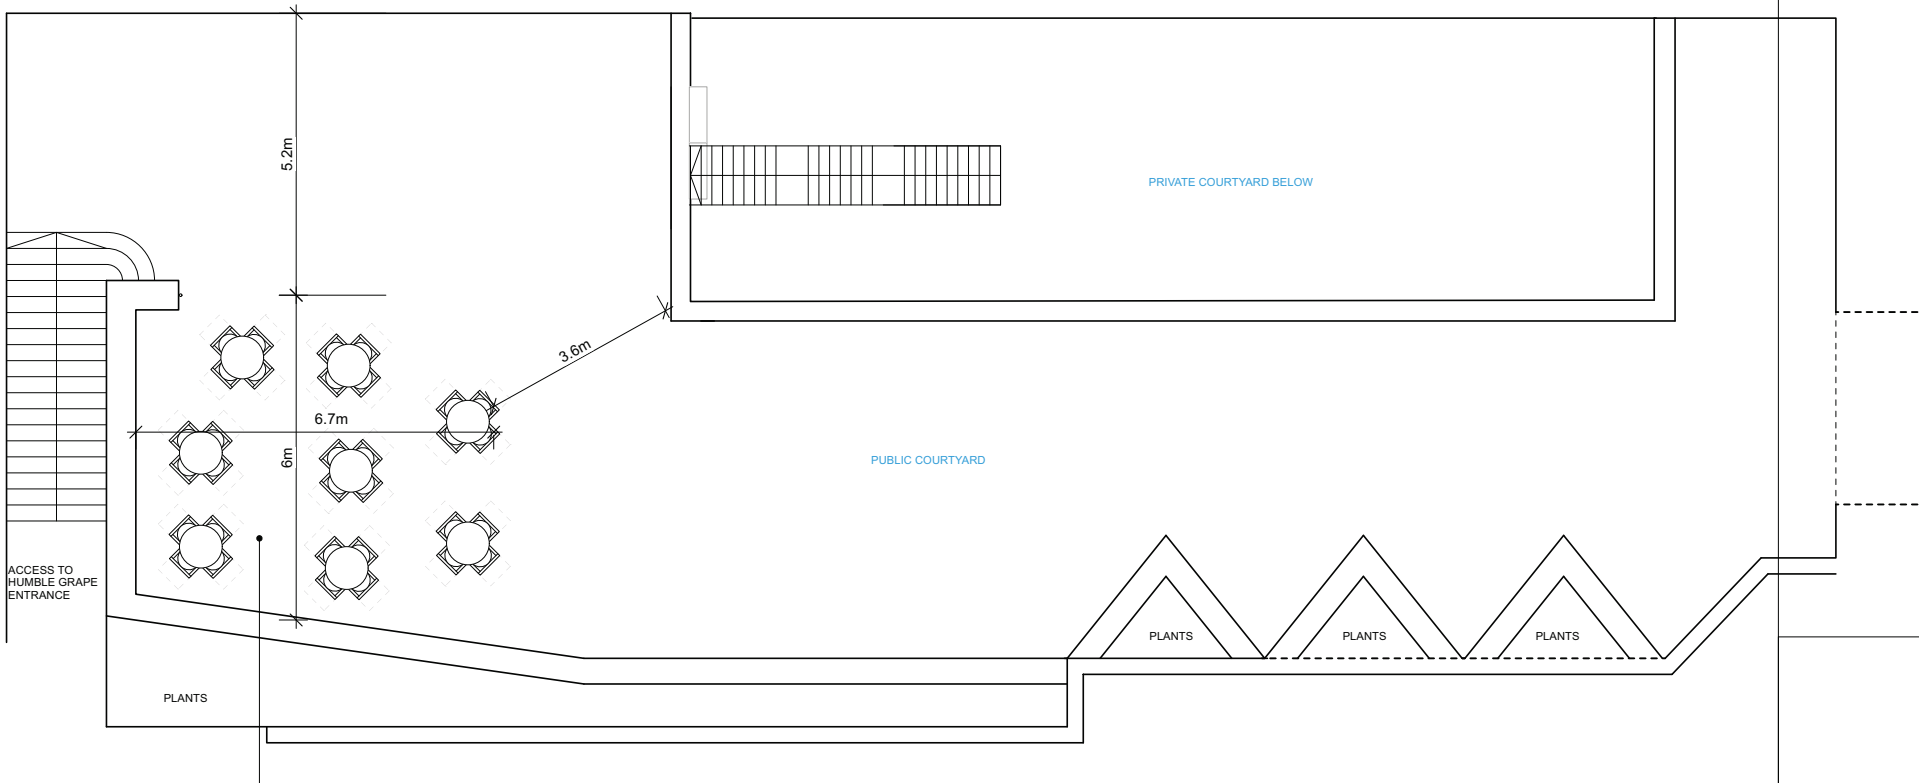 5.2m
PRIVATE COURTYARD BELOW
3.6m
6.7m
6m
PUBLIC COURTYARD
ACCESS TO
HUMBLE GRAPE
ENTRANCE
PLANTS
PLANTS
PLANTS
PLANTS